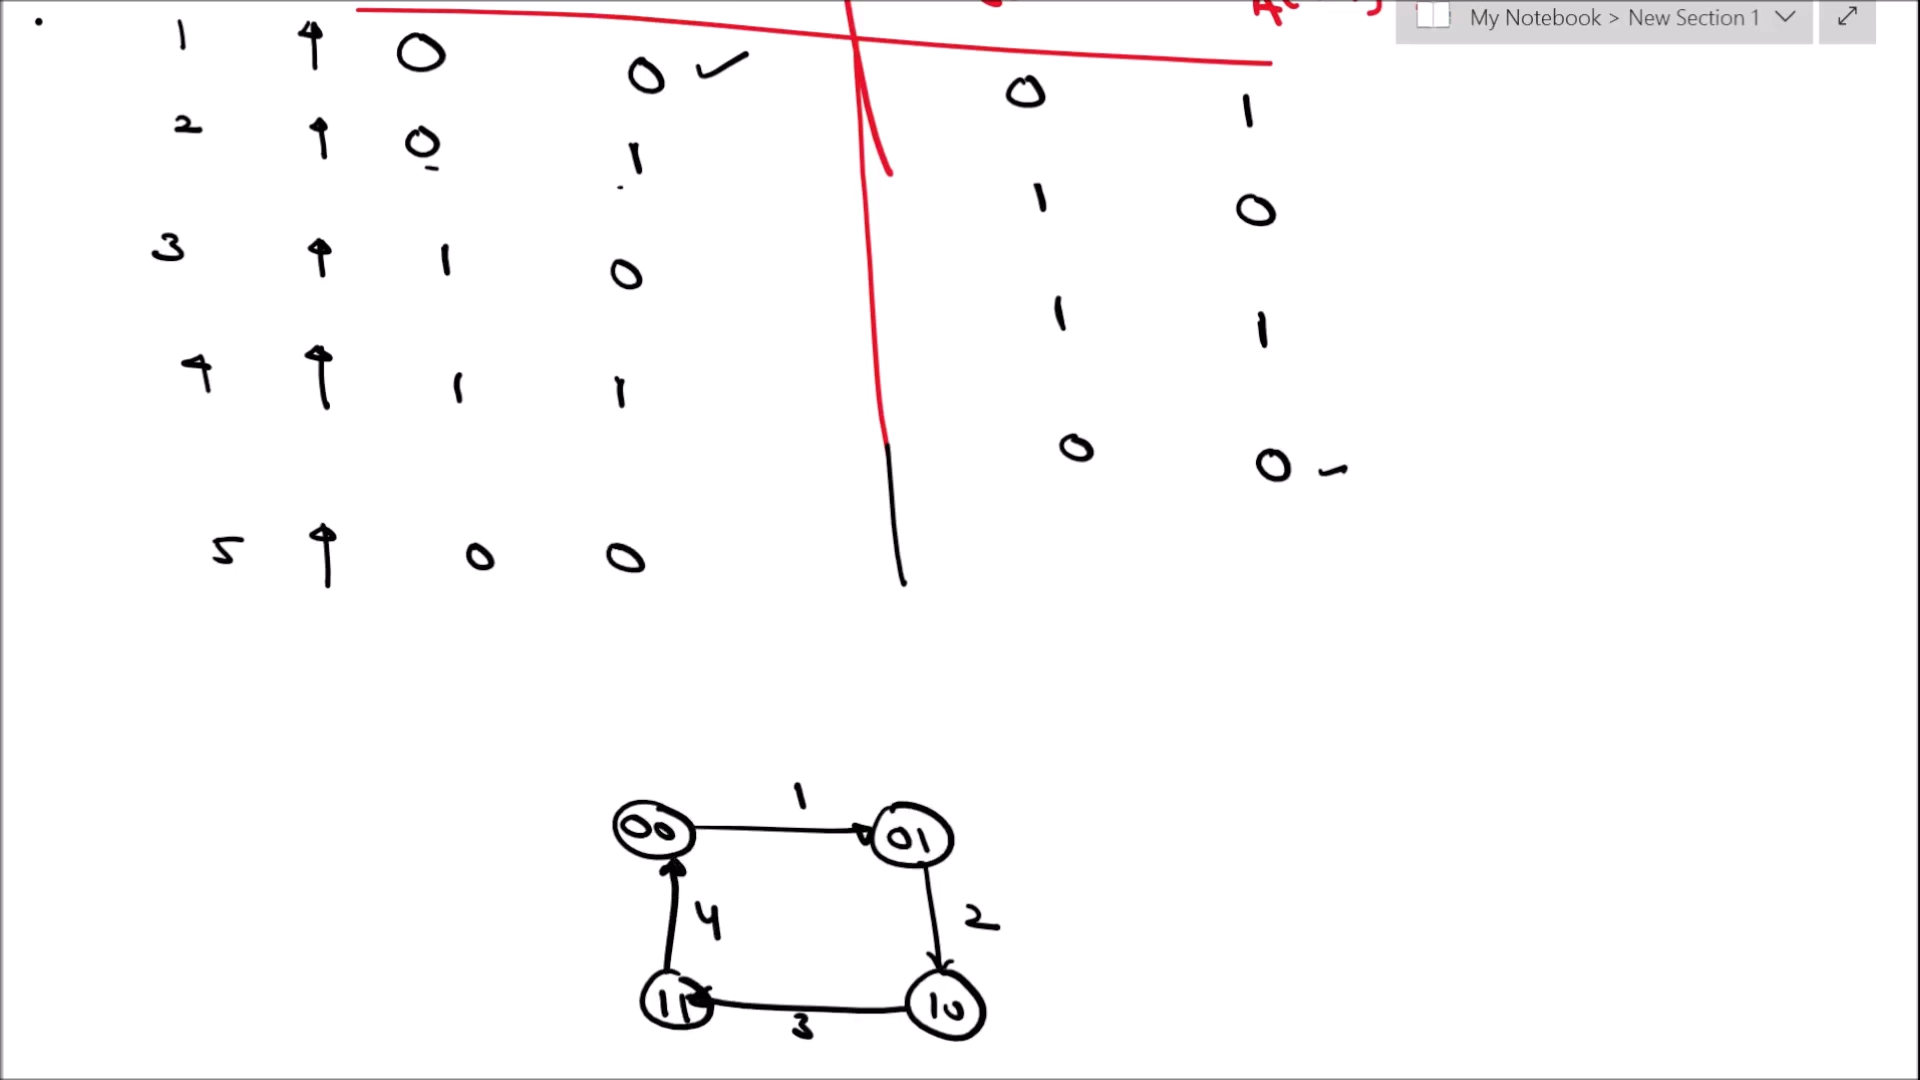 My Notebook > New Section 1
1 ↑ 0 0 ✓ 0 1
2 ↑ 0 1 1 0
3 ↑ 1 0 1 1
4 ↑ 1 1 0 0 -
5 ↑ 0 0
1
00 01
4 2
11 10
3